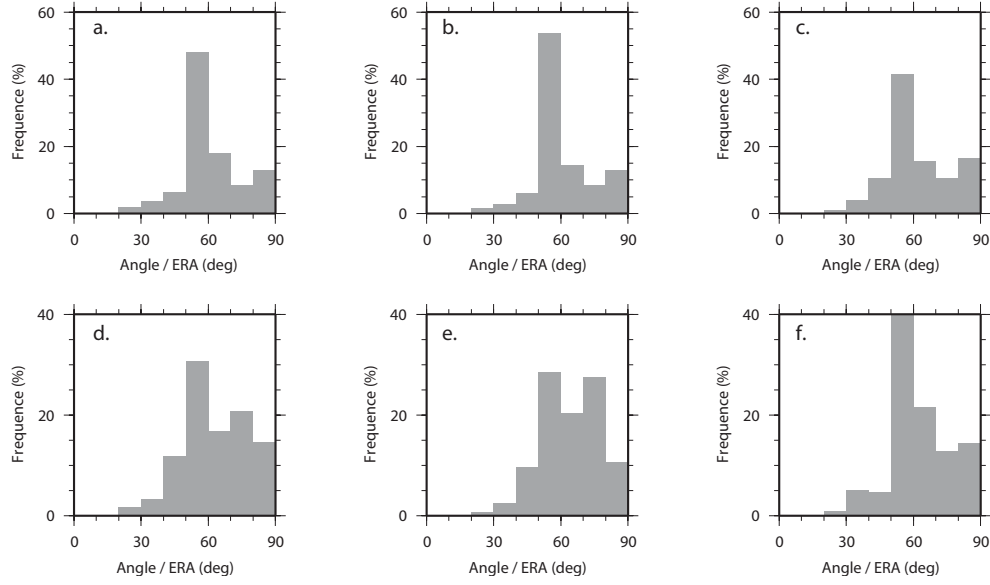 60 60 60
a. b. c.
40 40 40
Frequence (%) Frequence (%) Frequence (%)
20 20 20
0 0 0
0 30 60 90 0 30 60 90 0 30 60 90
Angle / ERA (deg) Angle / ERA (deg) Angle / ERA (deg)
40 40 40
d. e. f.
Frequence (%) Frequence (%) Frequence (%)
20 20 20
0 0 0
0 30 60 90 0 30 60 90 0 30 60 90
Angle / ERA (deg) Angle / ERA (deg) Angle / ERA (deg)